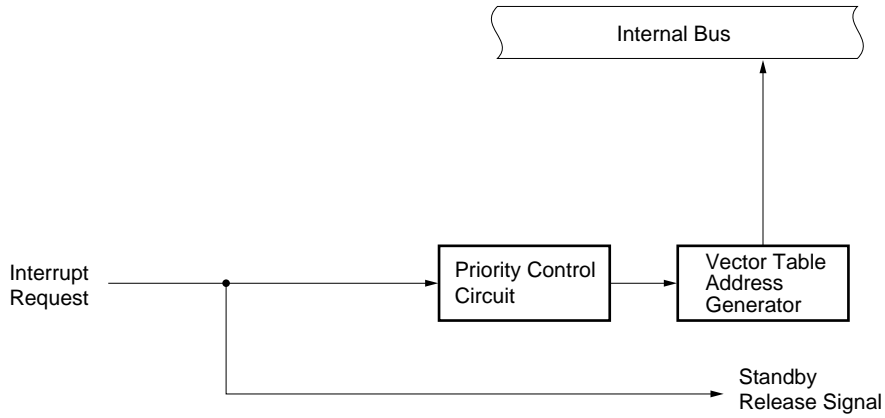 Internal Bus
Interrupt
Request
Priority Control
Circuit
Vector Table
Address
Generator
Standby
Release Signal